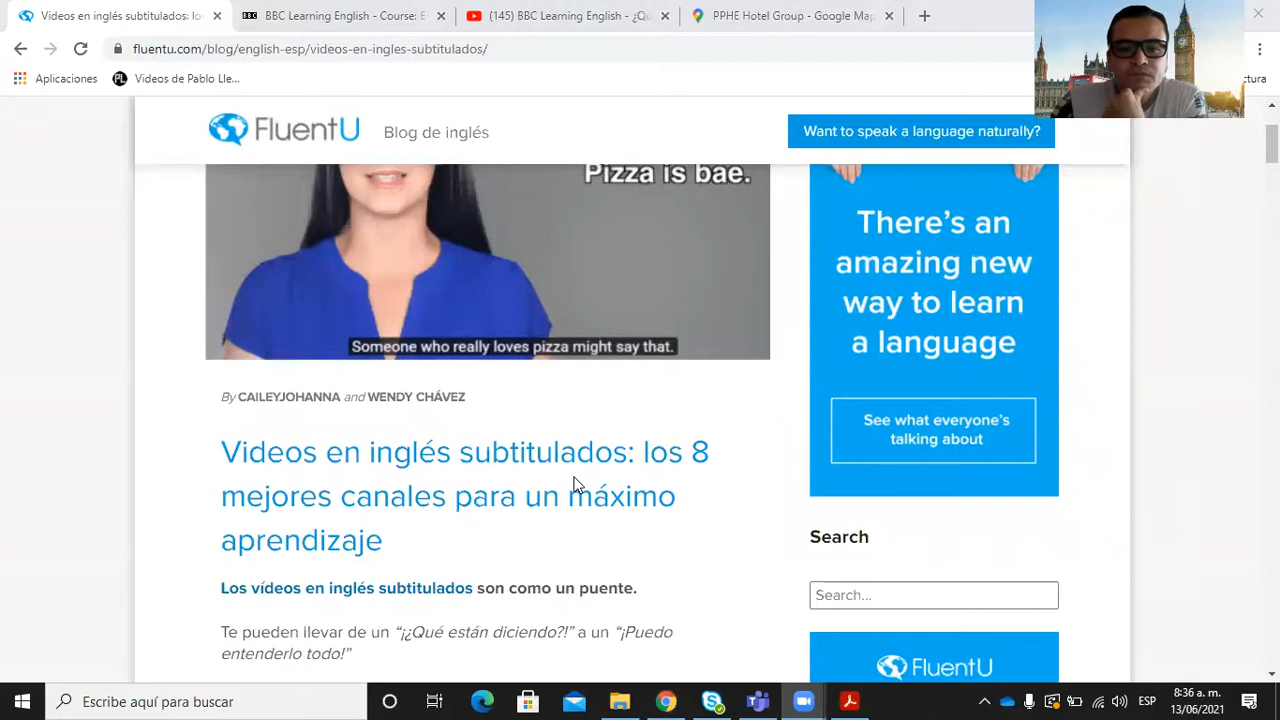 Videos en inglés subtitulados: lo
BBC Learning English - Course: E
(145) BBC Learning English - ¿Qu
PPHE Hotel Group - Google Map
fluentu.com/blog/english-esp/videos-en-ingles-subtitulados/
Aplicaciones
PL Videos de Pablo Lle...
ctura
FluentU
Blog de inglés
Want to speak a language naturally?
Pizza is bae.
Someone who really loves pizza might say that.
By CAILEYJOHANNA and WENDY CHÁVEZ
Videos en inglés subtitulados: los 8
mejores canales para un máximo
aprendizaje
Los vídeos en inglés subtitulados son como un puente.
Te pueden llevar de un “¡¿Qué están diciendo?!” a un “¡Puedo
entenderlo todo!”
There’s an
amazing new
way to learn
a language
See what everyone’s
talking about
Search
Search...
FluentU
Escribe aquí para buscar
ESP
8:36 a. m.
13/06/2021